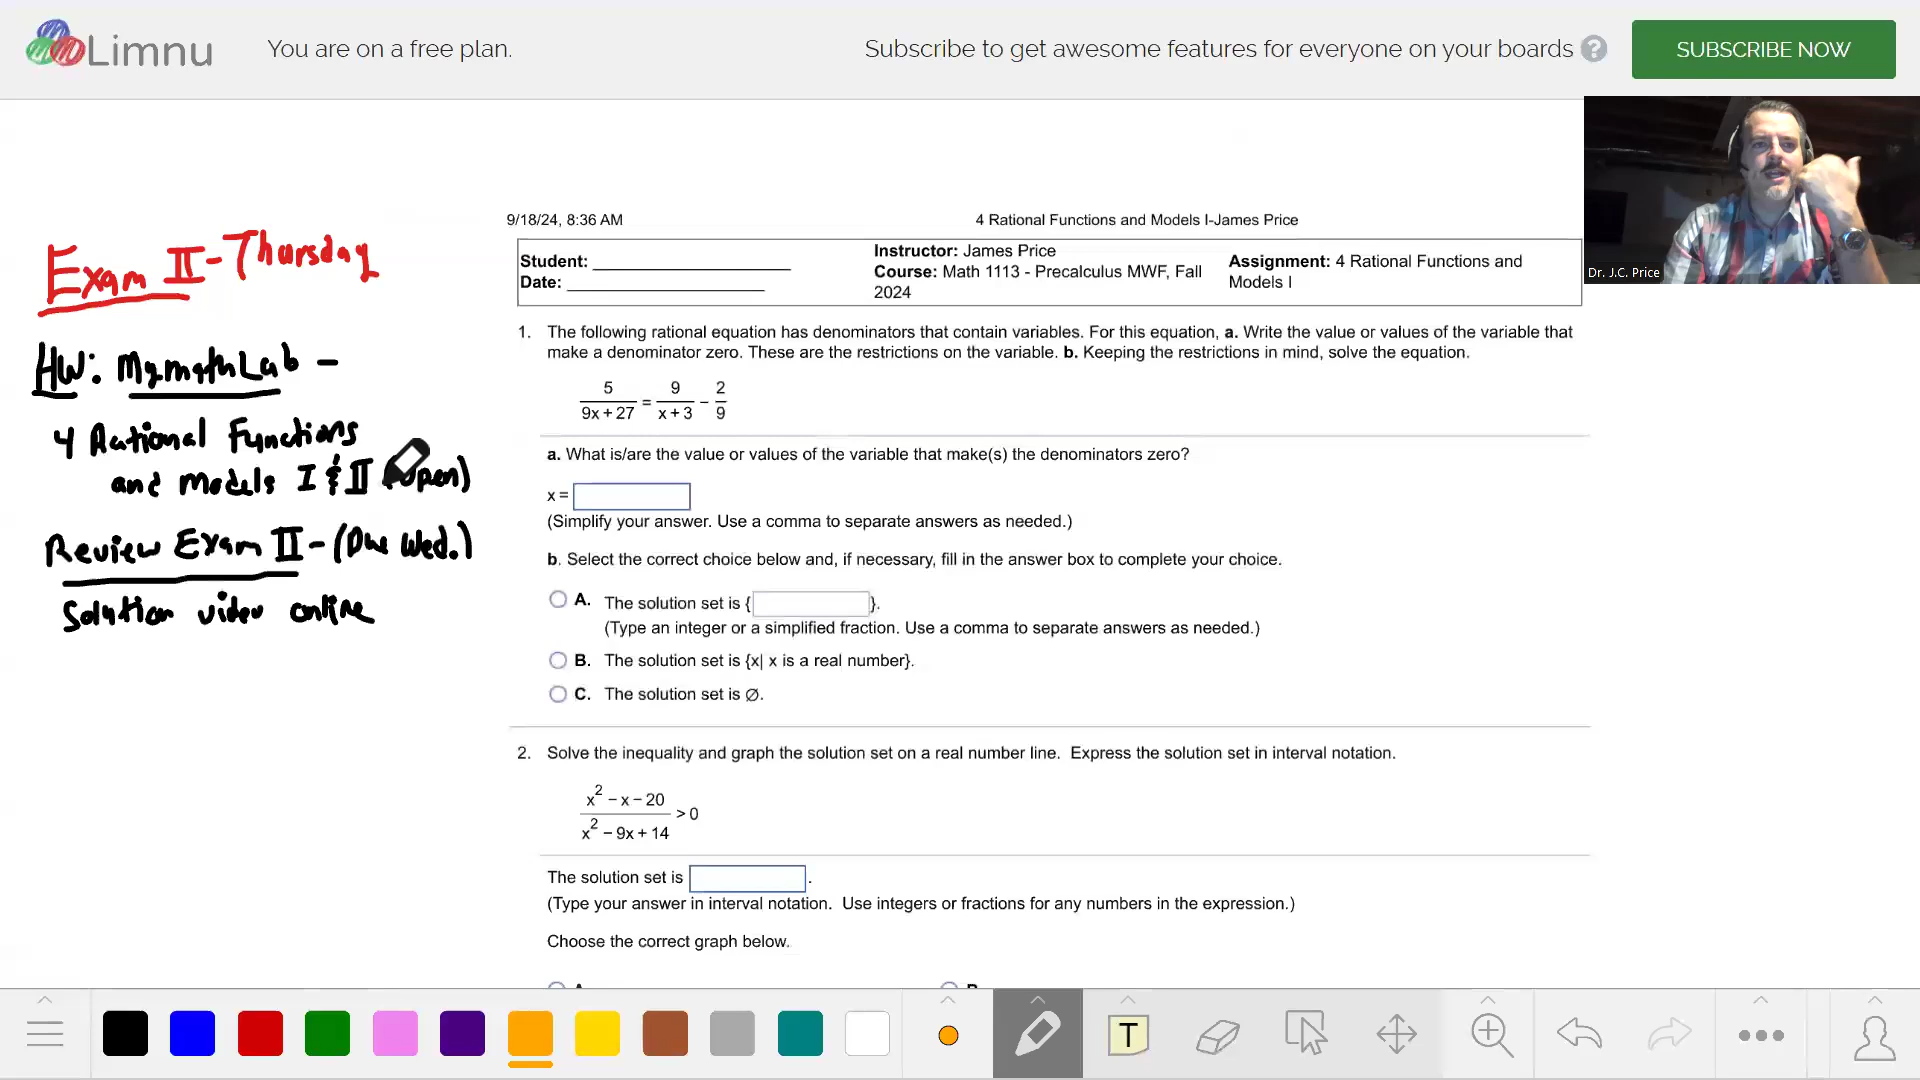 Limnu
You are on a free plan.
Subscribe to get awesome features for everyone on your boards ?
SUBSCRIBE NOW
Dr. J.C. Price
Exam II - Thursday
HW: MymathLab -
4 Rational Functions
and models I & II (open)
Review Exam II - (Due Wed.)
Solution video online
9/18/24, 8:36 AM
4 Rational Functions and Models I-James Price
Student: ____________
Date: ____________
Instructor: James Price
Course: Math 1113 - Precalculus MWF, Fall
2024
Assignment: 4 Rational Functions and
Models I
1. The following rational equation has denominators that contain variables. For this equation, a. Write the value or values of the variable that
make a denominator zero. These are the restrictions on the variable. b. Keeping the restrictions in mind, solve the equation.
5/(9x + 27) = 9/(x + 3) − 2/9
a. What is/are the value or values of the variable that make(s) the denominators zero?
x =
(Simplify your answer. Use a comma to separate answers as needed.)
b. Select the correct choice below and, if necessary, fill in the answer box to complete your choice.
A. The solution set is { }.
(Type an integer or a simplified fraction. Use a comma to separate answers as needed.)
B. The solution set is {x| x is a real number}.
C. The solution set is ∅.
2. Solve the inequality and graph the solution set on a real number line. Express the solution set in interval notation.
(x² − x − 20)/(x² − 9x + 14) > 0
The solution set is .
(Type your answer in interval notation. Use integers or fractions for any numbers in the expression.)
Choose the correct graph below.
T